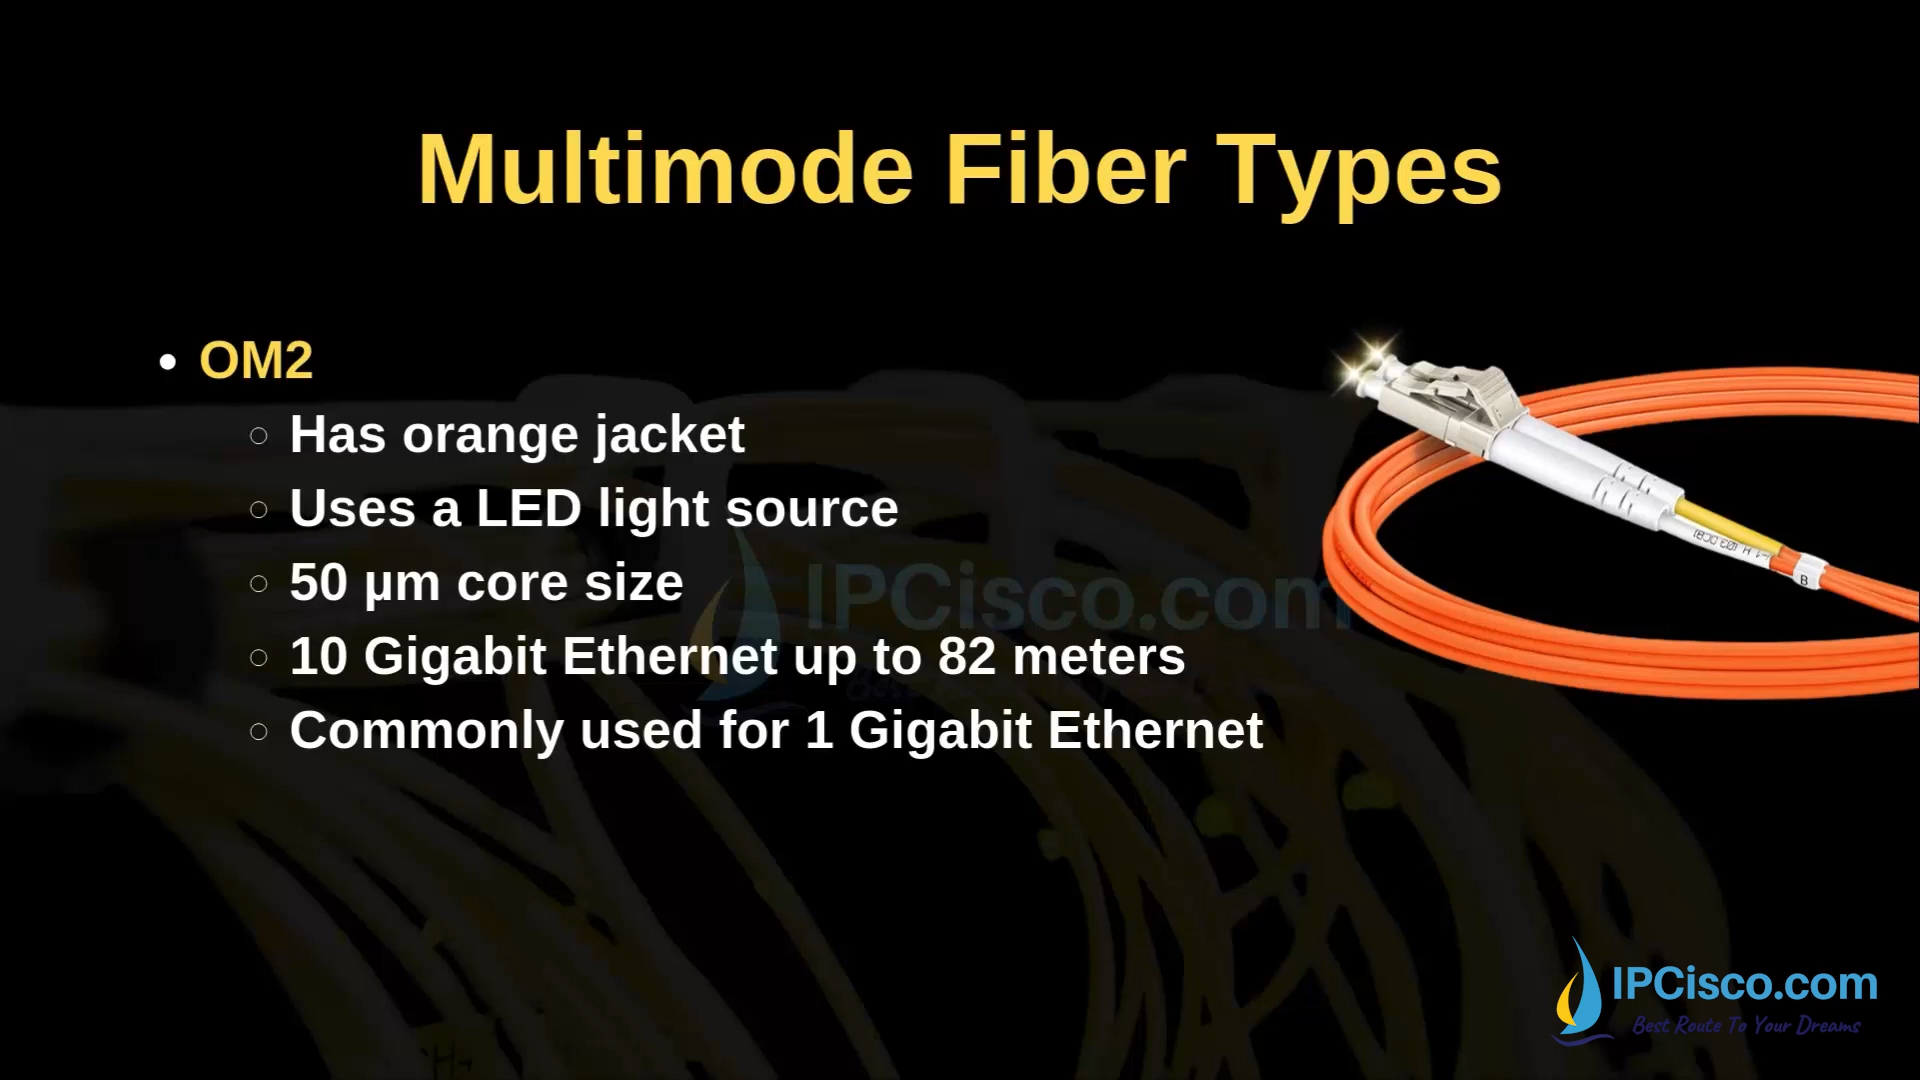 Multimode Fiber Types
OM2
Has orange jacket
Uses a LED light source
50 µm core size
10 Gigabit Ethernet up to 82 meters
Commonly used for 1 Gigabit Ethernet
IPCisco.com
B
IPCisco.com
Best Route To Your Dreams